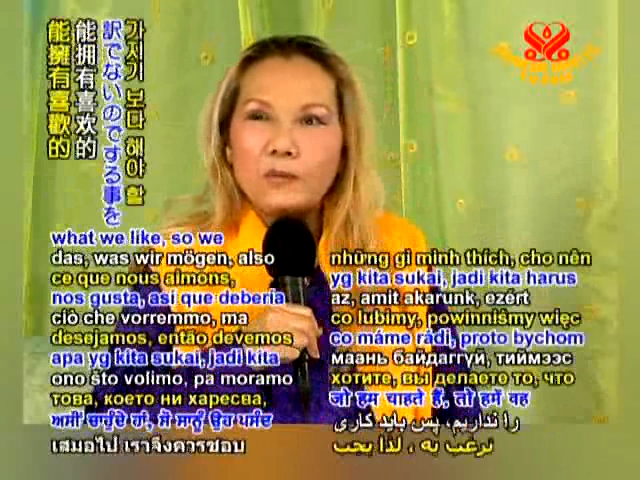 能擁有喜歡的
能拥有喜欢的
訳でないのでする事を
가지기 보다 해야 할
what we like, so we
das, was wir mögen, also
ce que nous aimons,
nos gusta, así que debería
ciò che vorremmo, ma
desejamos, então devemos
apa yg kita sukai, jadi kita
ono što volimo, pa moramo
това, което ни харесва,
ਅਸੀਂ ਚਾਹੁੰਦੇ ਹਾਂ, ਸੋ ਸਾਨੂੰ ਉਹ ਪਸੰਦ
เสมอไป เราจึงควรชอบ
những gì mình thích, cho nên
yg kita sukai, jadi kita harus
az, amit akarunk, ezért
co lubimy, powinniśmy więc
co máme rádi, proto bychom
маань байдаггүй, тиймээс
хотите, вы делаете то, что
जो हम चाहते हैं, तो हमें वह
را نداریم، پس باید کاری
نرغب به ، لذا يجب